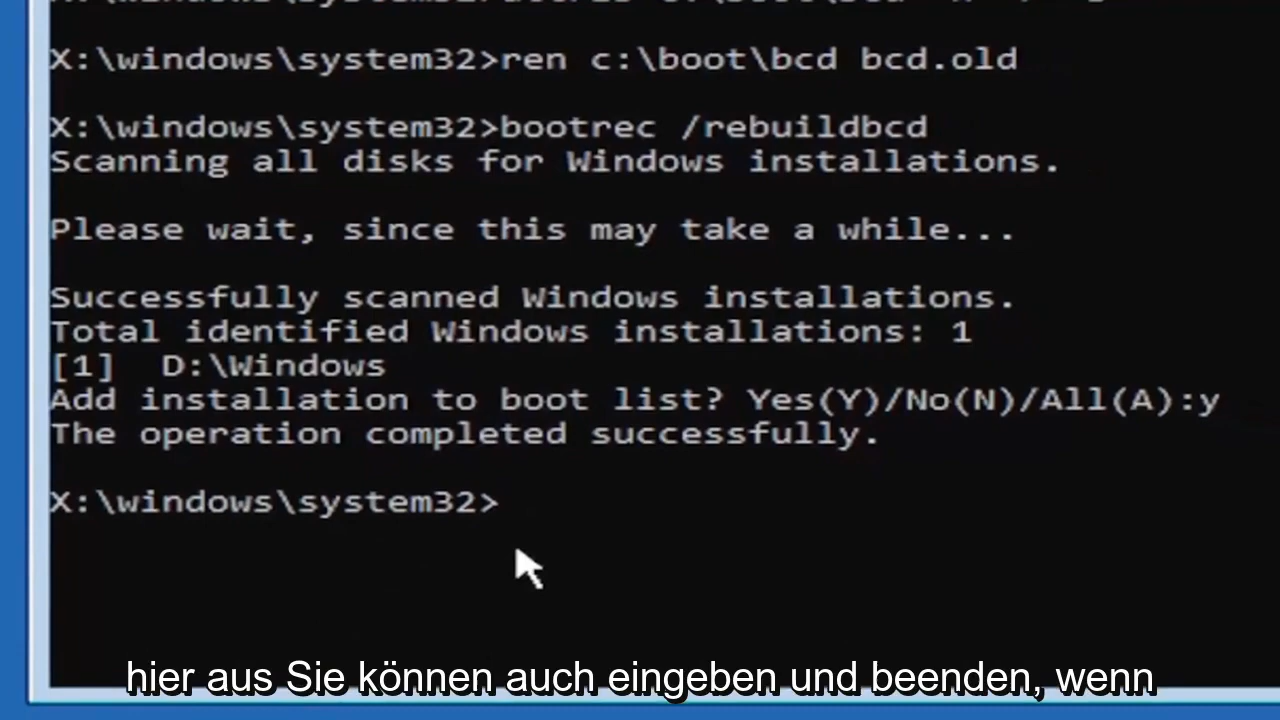 X:\windows\system32>ren c:\boot\bcd bcd.old
X:\windows\system32>bootrec /rebuildbcd
Scanning all disks for Windows installations.
Please wait, since this may take a while...
Successfully scanned Windows installations.
Total identified Windows installations: 1
[1]  D:\Windows
Add installation to boot list? Yes(Y)/No(N)/All(A):y
The operation completed successfully.
X:\windows\system32>
hier aus Sie können auch eingeben und beenden, wenn